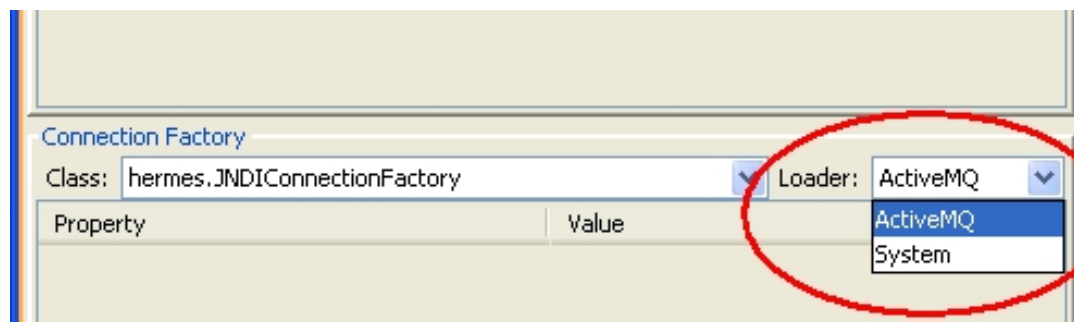 Connection Factory
Class: hermes.JNDIConnectionFactory Loader: ActiveMQ
Property Value ActiveMQ
System